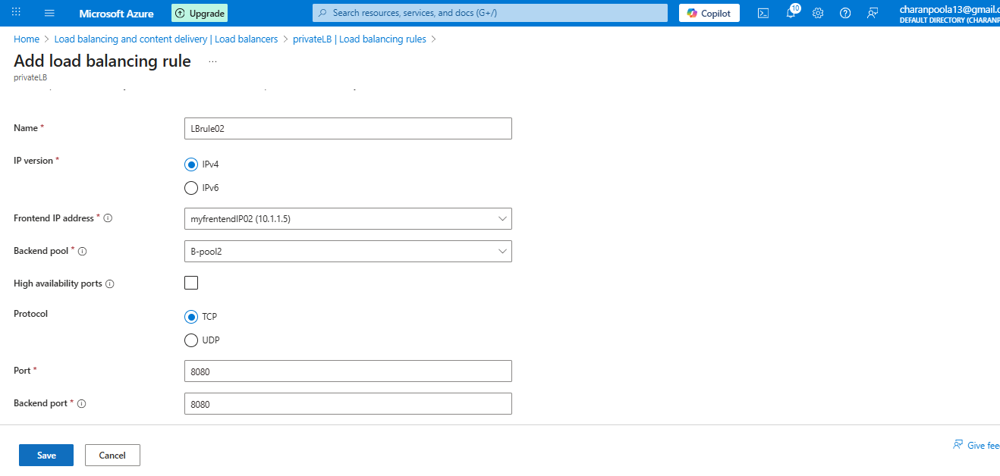 Microsoft Azure
Upgrade
Search resources, services, and docs (G+/)
Copilot
10
charanpoola13@gmail.c
DEFAULT DIRECTORY (CHARANP
Home > Load balancing and content delivery | Load balancers > privateLB | Load balancing rules >
Add load balancing rule ...
privateLB
Name *
LBrule02
IP version *
IPv4
IPv6
Frontend IP address *
myfrentendIP02 (10.1.1.5)
Backend pool *
B-pool2
High availability ports
Protocol
TCP
UDP
Port *
8080
Backend port *
8080
Save
Cancel
Give fee